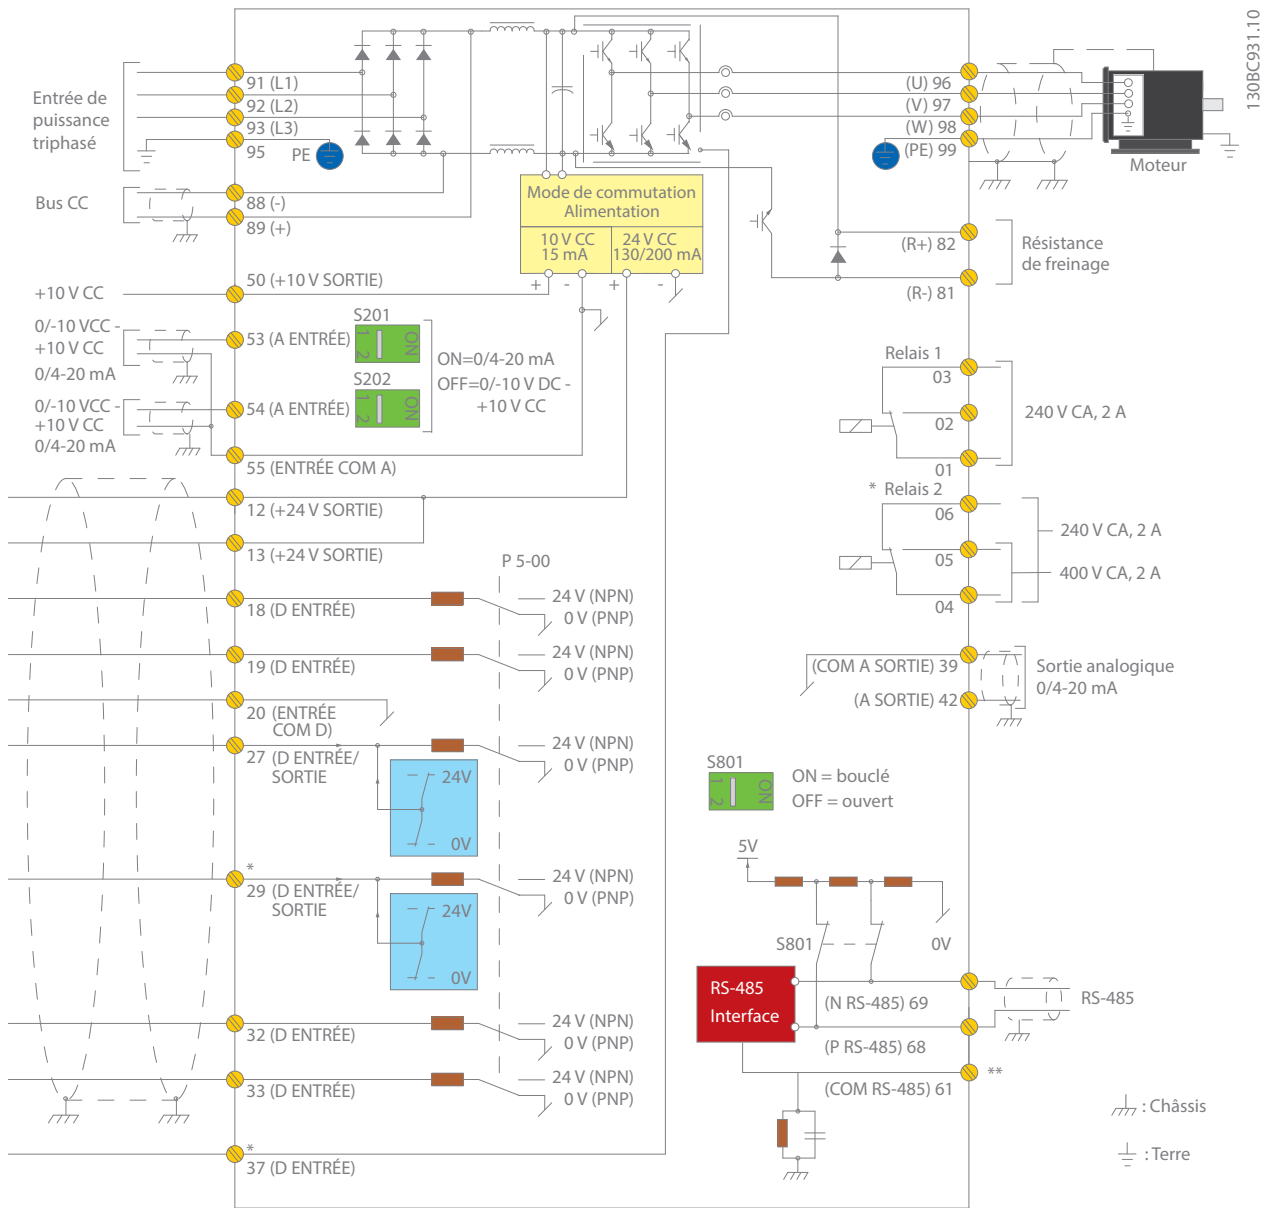 130BC931.10
Entrée de
puissance
triphasé
91 (L1)
92 (L2)
93 (L3)
95
PE
(U) 96
(V) 97
(W) 98
(PE) 99
Moteur
Bus CC
88 (-)
89 (+)
Mode de commutation
Alimentation
10 V CC
15 mA
24 V CC
130/200 mA
+ - + -
(R+) 82
(R-) 81
Résistance
de freinage
+10 V CC
50 (+10 V SORTIE)
0/-10 VCC -
+10 V CC
0/4-20 mA
53 (A ENTRÉE)
S201
1 2 ON
0/-10 VCC -
+10 V CC
0/4-20 mA
54 (A ENTRÉE)
S202
1 2 ON
ON=0/4-20 mA
OFF=0/-10 V DC -
+10 V CC
55 (ENTRÉE COM A)
12 (+24 V SORTIE)
13 (+24 V SORTIE)
Relais 1
03
02
01
240 V CA, 2 A
* Relais 2
06
05
04
240 V CA, 2 A
400 V CA, 2 A
P 5-00
18 (D ENTRÉE)
24 V (NPN)
0 V (PNP)
19 (D ENTRÉE)
24 V (NPN)
0 V (PNP)
20 (ENTRÉE
COM D)
27 (D ENTRÉE/
SORTIE
24 V (NPN)
0 V (PNP)
24V
0V
*
29 (D ENTRÉE/
SORTIE
24 V (NPN)
0 V (PNP)
24V
0V
32 (D ENTRÉE)
24 V (NPN)
0 V (PNP)
33 (D ENTRÉE)
24 V (NPN)
0 V (PNP)
*
37 (D ENTRÉE)
(COM A SORTIE) 39
(A SORTIE) 42
Sortie analogique
0/4-20 mA
S801
1 2 ON
ON = bouclé
OFF = ouvert
5V
S801
0V
RS-485
Interface
(N RS-485) 69
(P RS-485) 68
(COM RS-485) 61
**
RS-485
: Châssis
: Terre